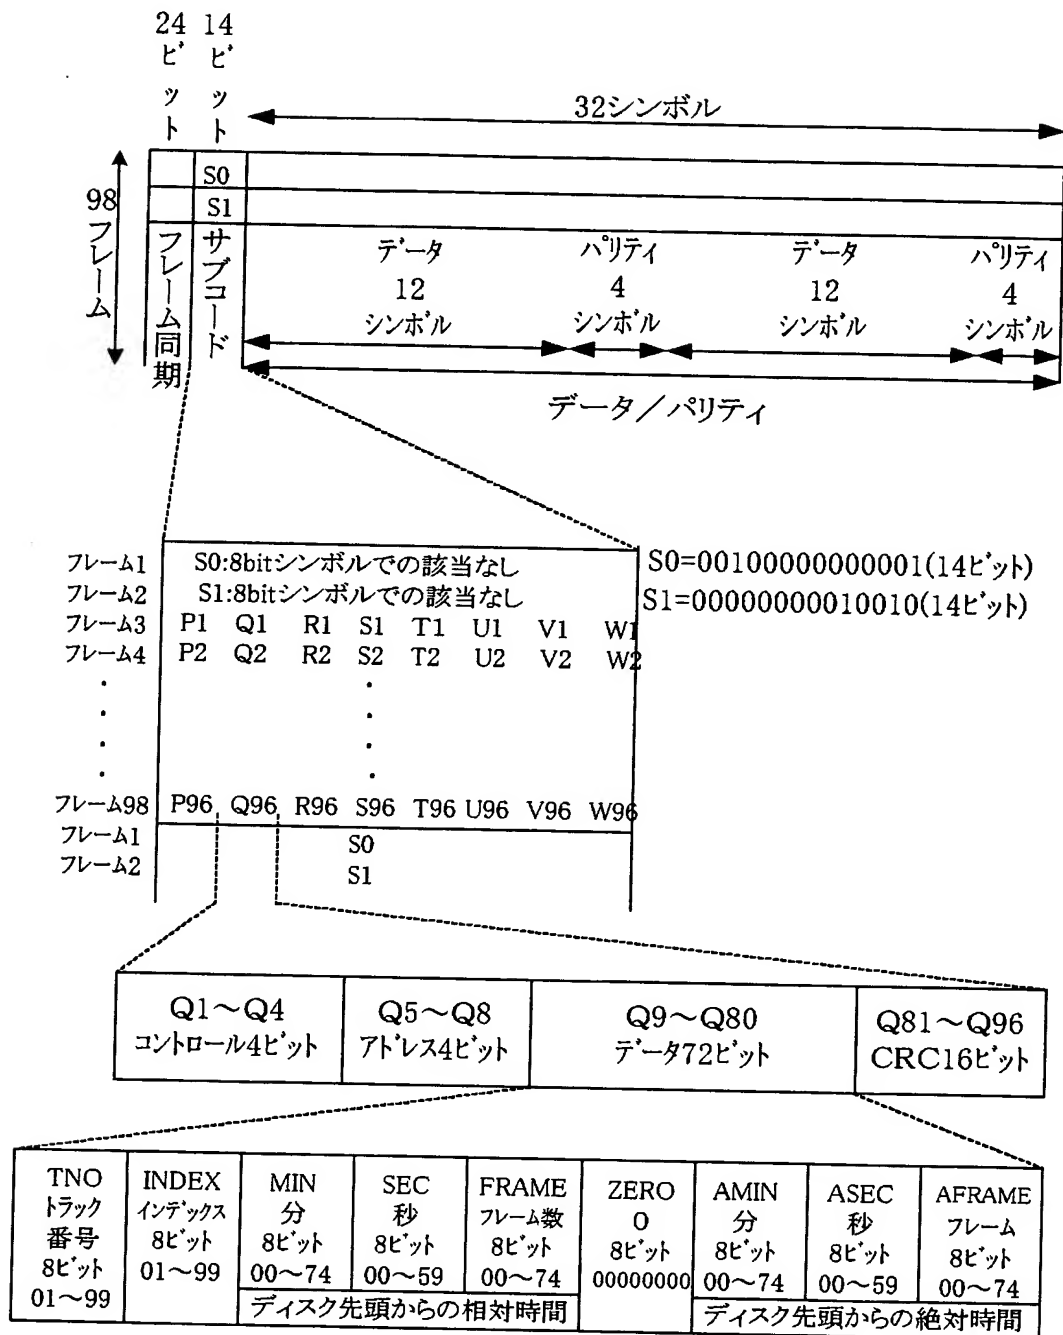 24 14
ビット ビット
32シンボル
S0
98フレーム
S1
フレーム同期
サブコード
データ パリティ データ パリティ
12 4 12 4
シンボル シンボル シンボル シンボル
データ／パリティ
フレーム1 S0:8bitシンボルでの該当なし S0=00100000000001(14ビット)
フレーム2 S1:8bitシンボルでの該当なし S1=00000000010010(14ビット)
フレーム3 P1 Q1 R1 S1 T1 U1 V1 W1
フレーム4 P2 Q2 R2 S2 T2 U2 V2 W2
フレーム98 P96 Q96 R96 S96 T96 U96 V96 W96
フレーム1 S0
フレーム2 S1
Q1～Q4 Q5～Q8 Q9～Q80 Q81～Q96
コントロール4ビット アドレス4ビット データ72ビット CRC16ビット
TNO INDEX MIN SEC FRAME ZERO AMIN ASEC AFRAME
トラック インデックス 分 秒 フレーム数 0 分 秒 フレーム
番号 8ビット 8ビット 8ビット 8ビット 8ビット 8ビット 8ビット 8ビット
8ビット 01～99 00～74 00～59 00～74 00000000 00～74 00～59 00～74
01～99 ディスク先頭からの相対時間 ディスク先頭からの絶対時間